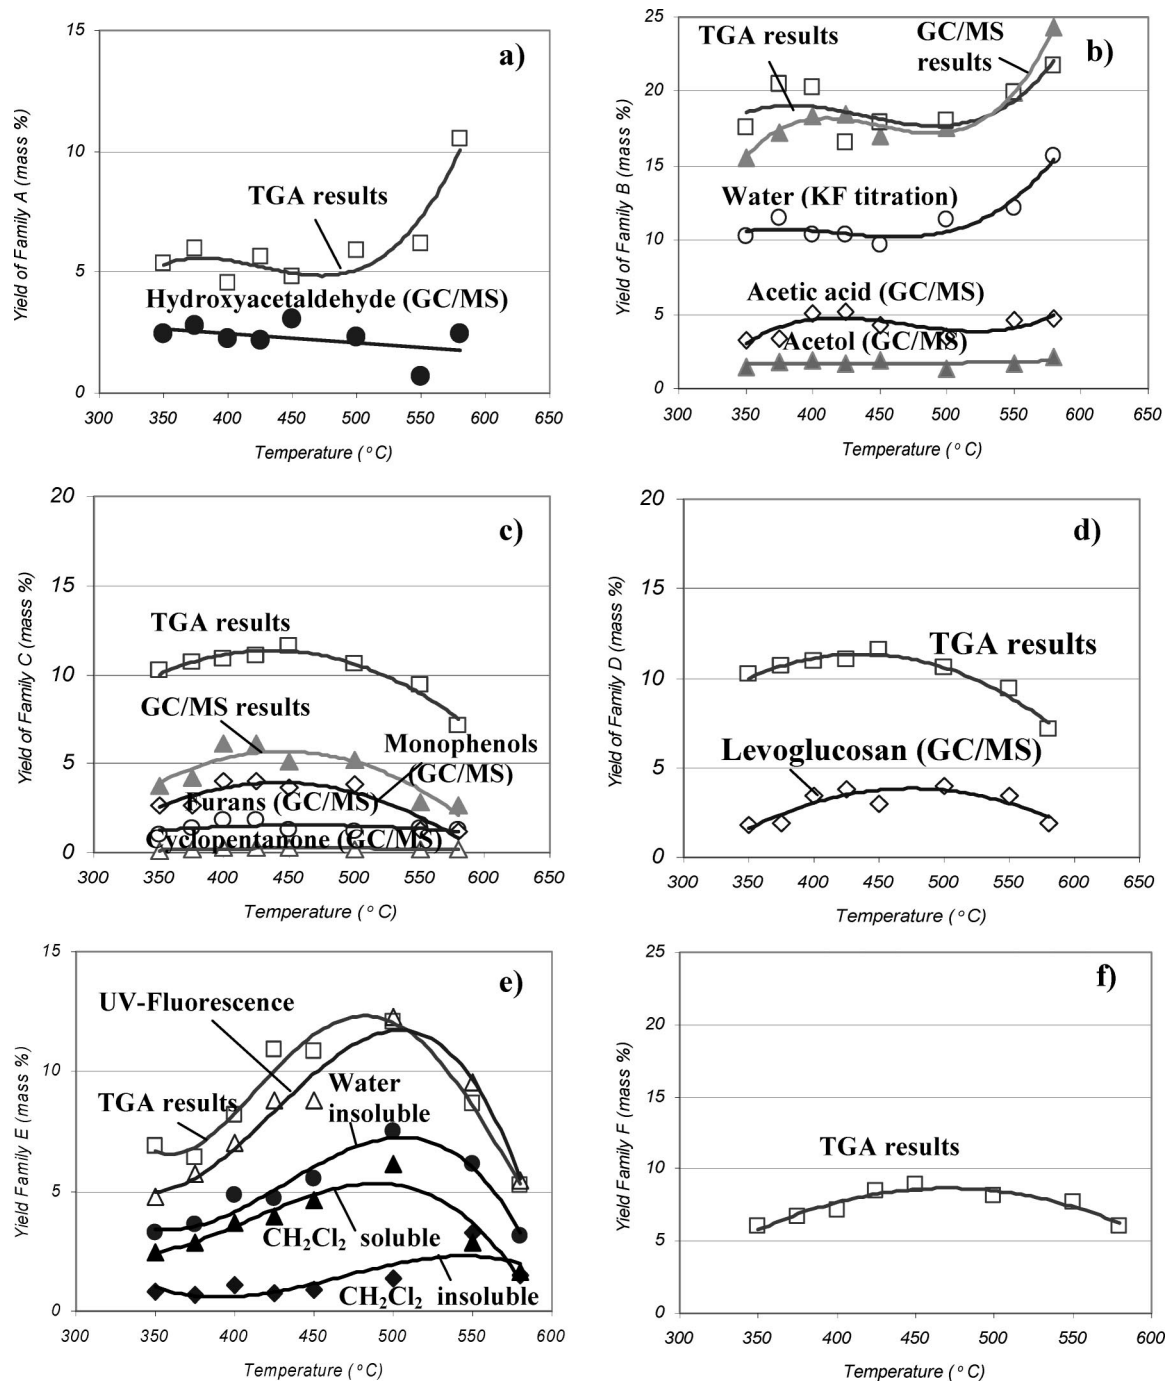 a)
Yield of Family A (mass %)
15
10
5
0
TGA results
Hydroxyacetaldehyde (GC/MS)
300 350 400 450 500 550 600 650
Temperature (°C)
b)
Yield of Family B (mass %)
25
20
15
10
5
0
TGA results
GC/MS
results
Water (KF titration)
Acetic acid (GC/MS)
Acetol (GC/MS)
300 350 400 450 500 550 600 650
Temperature (°C)
c)
Yield of Family C (mass %)
20
15
10
5
0
TGA results
GC/MS results
Monophenols
(GC/MS)
Furans (GC/MS)
Cyclopentanone (GC/MS)
300 350 400 450 500 550 600 650
Temperature (°C)
d)
Yield of Family D (mass %)
20
15
10
5
0
TGA results
Levoglucosan (GC/MS)
300 350 400 450 500 550 600 650
Temperature (°C)
e)
Yield Family E (mass %)
15
10
5
0
UV-Fluorescence
TGA results
Water
insoluble
CH₂Cl₂ soluble
CH₂Cl₂ insoluble
300 350 400 450 500 550 600
Temperature (°C)
f)
Yield Family F (mass %)
25
20
15
10
5
0
TGA results
300 350 400 450 500 550 600
Temperature (°C)